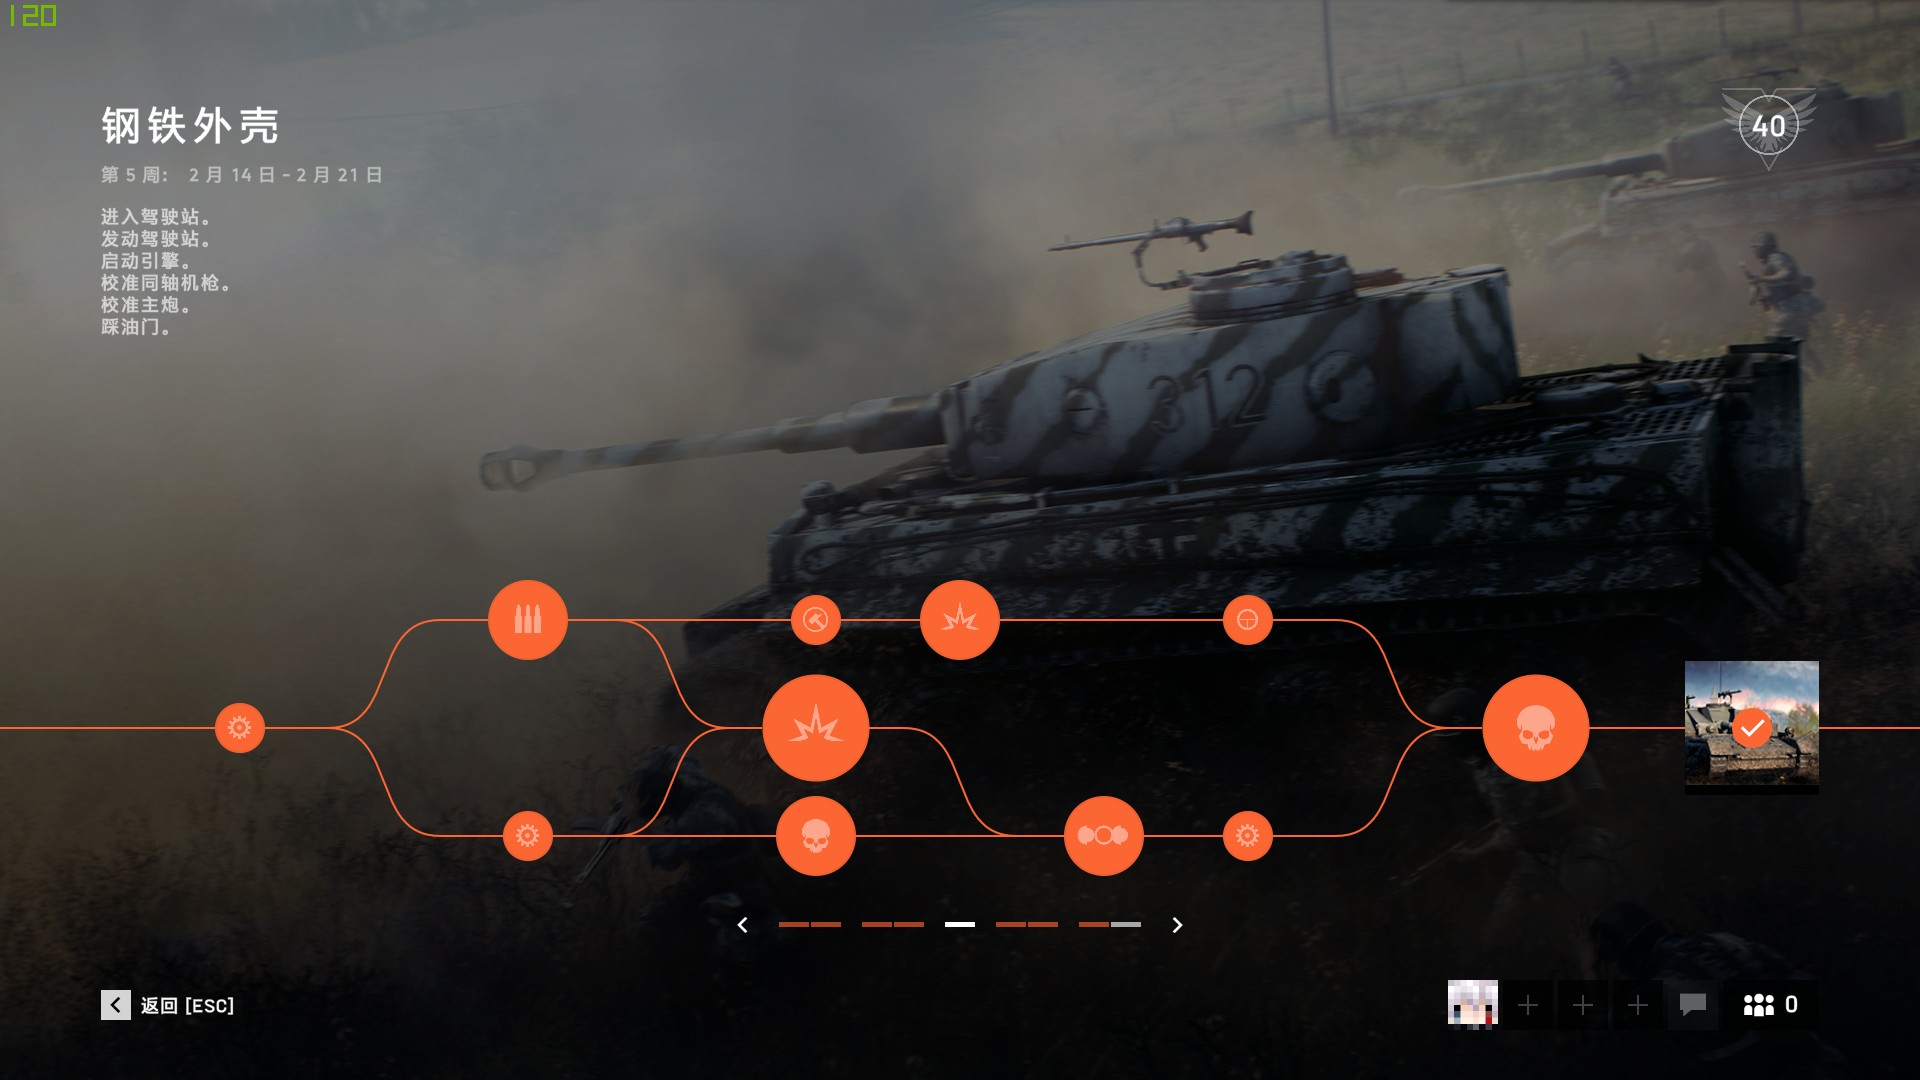 120
钢铁外壳
40
第 5 周: 2 月 14 日 - 2 月 21 日
进入驾驶站。
发动驾驶站。
启动引擎。
校准同轴机枪。
校准主炮。
踩油门。
312
返回 [ESC]
0